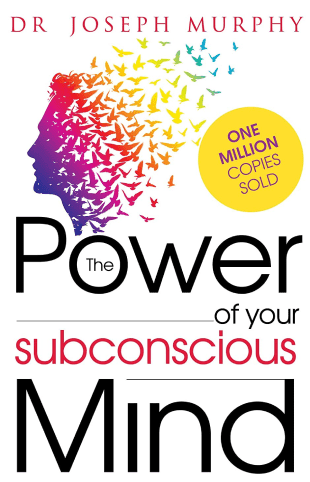 DR JOSEPH MURPHY
ONE
MILLION
COPIES
SOLD
The Power
of your
subconscious
Mind